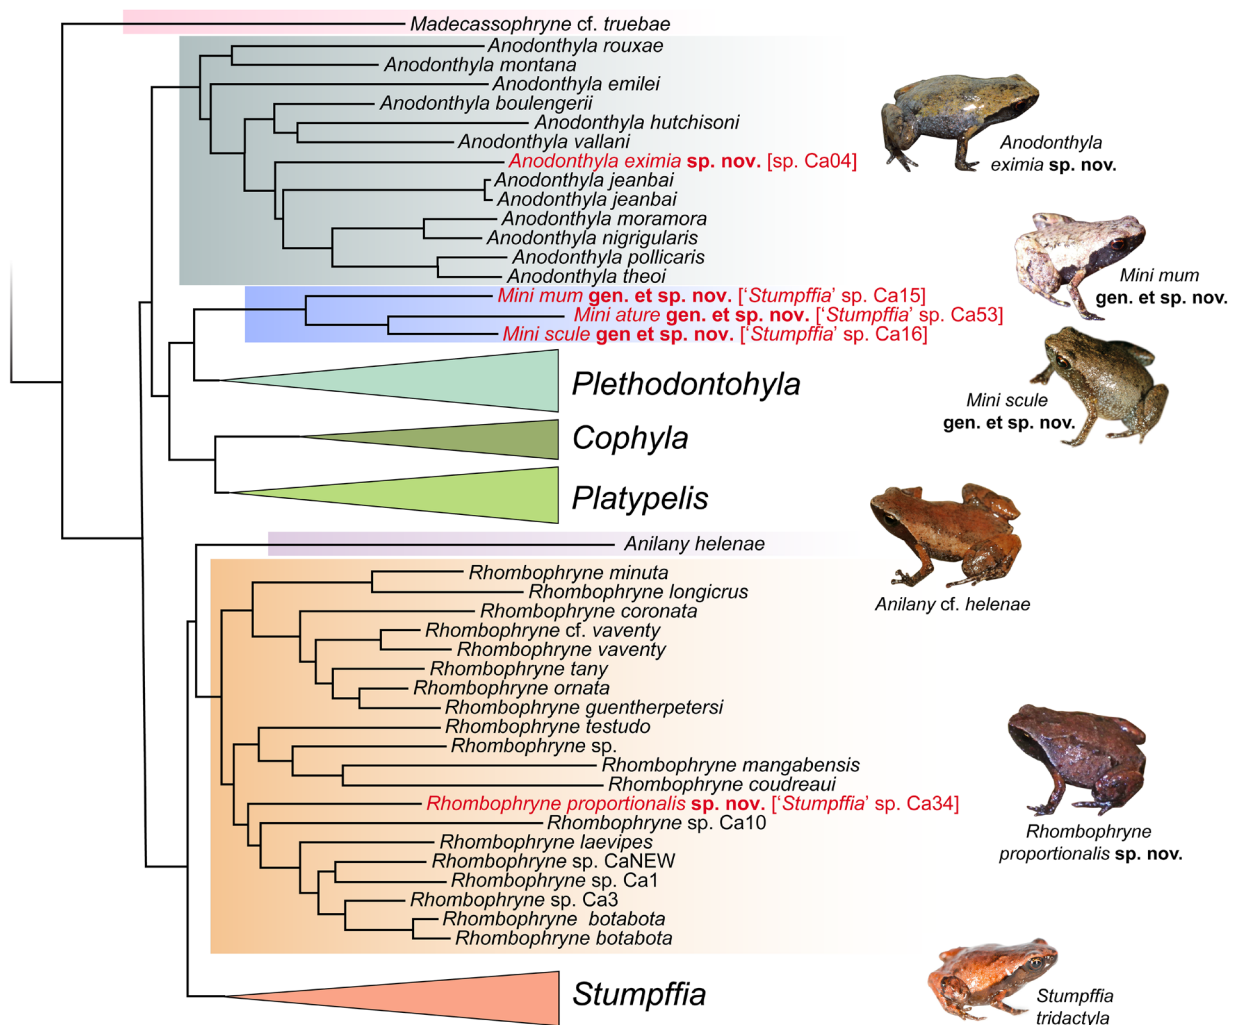 Madecassophryne cf. truebae
Anodonthyla rouxae
Anodonthyla montana
Anodonthyla emilei
Anodonthyla boulengerii
Anodonthyla hutchisoni
Anodonthyla vallani
Anodonthyla eximia sp. nov. [sp. Ca04]
Anodonthyla jeanbai
Anodonthyla jeanbai
Anodonthyla moramora
Anodonthyla nigrigularis
Anodonthyla pollicaris
Anodonthyla theoi
Mini mum gen. et sp. nov. [‘Stumpffia’ sp. Ca15]
Mini ature gen. et sp. nov. [‘Stumpffia’ sp. Ca53]
Mini scule gen et sp. nov. [‘Stumpffia’ sp. Ca16]
Plethodontohyla
Cophyla
Platypelis
Anilany helenae
Rhombophryne minuta
Rhombophryne longicrus
Rhombophryne coronata
Rhombophryne cf. vaventy
Rhombophryne vaventy
Rhombophryne tany
Rhombophryne ornata
Rhombophryne guentherpetersi
Rhombophryne testudo
Rhombophryne sp.
Rhombophryne mangabensis
Rhombophryne coudreaui
Rhombophryne proportionalis sp. nov. [‘Stumpffia’ sp. Ca34]
Rhombophryne sp. Ca10
Rhombophryne laevipes
Rhombophryne sp. CaNEW
Rhombophryne sp. Ca1
Rhombophryne sp. Ca3
Rhombophryne botabota
Rhombophryne botabota
Stumpffia
Anodonthyla
eximia sp. nov.
Mini mum
gen. et sp. nov.
Mini scule
gen. et sp. nov.
Anilany cf. helenae
Rhombophryne
proportionalis sp. nov.
Stumpffia
tridactyla